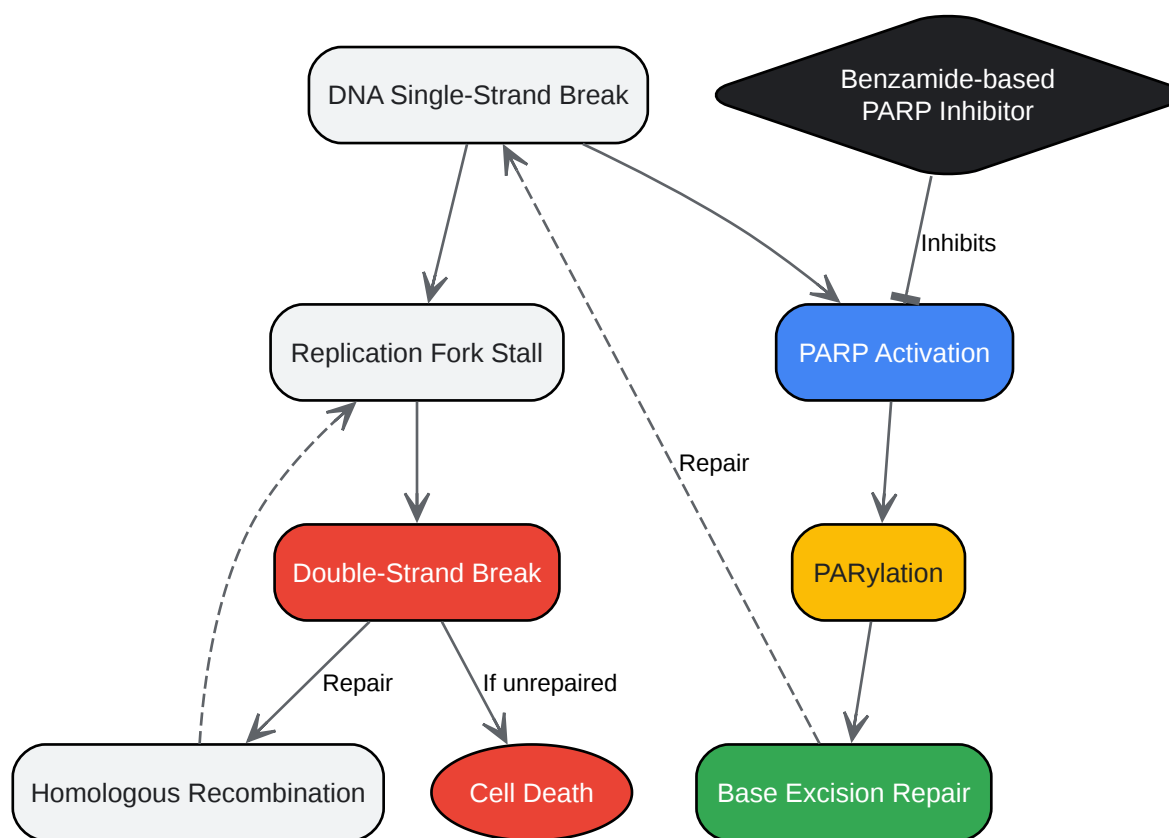 DNA Single-Strand Break
Benzamide-based
PARP Inhibitor
Inhibits
Replication Fork Stall
PARP Activation
Repair
Double-Strand Break
PARylation
Repair
If unrepaired
Homologous Recombination
Cell Death
Base Excision Repair